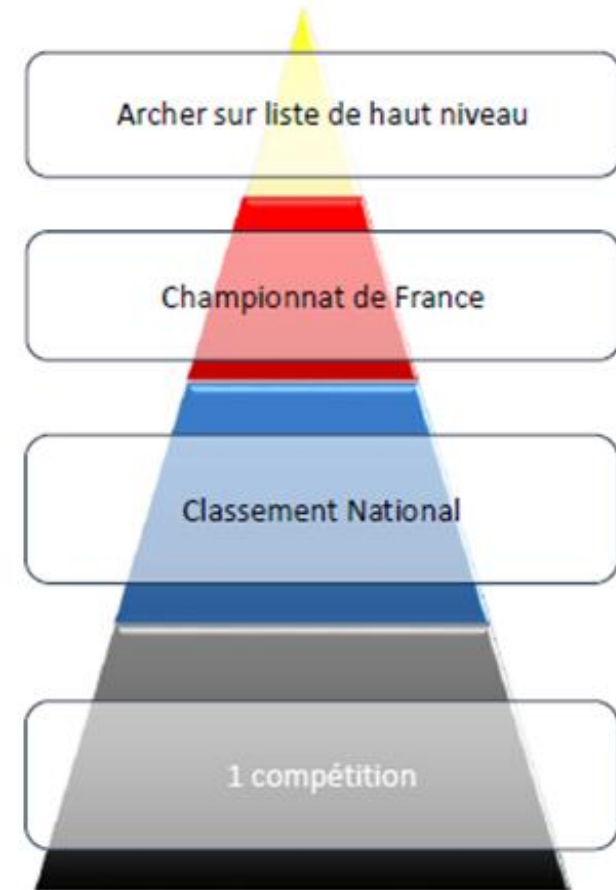 Archer sur liste de haut niveau
Championnat de France
Classement National
1 compétition